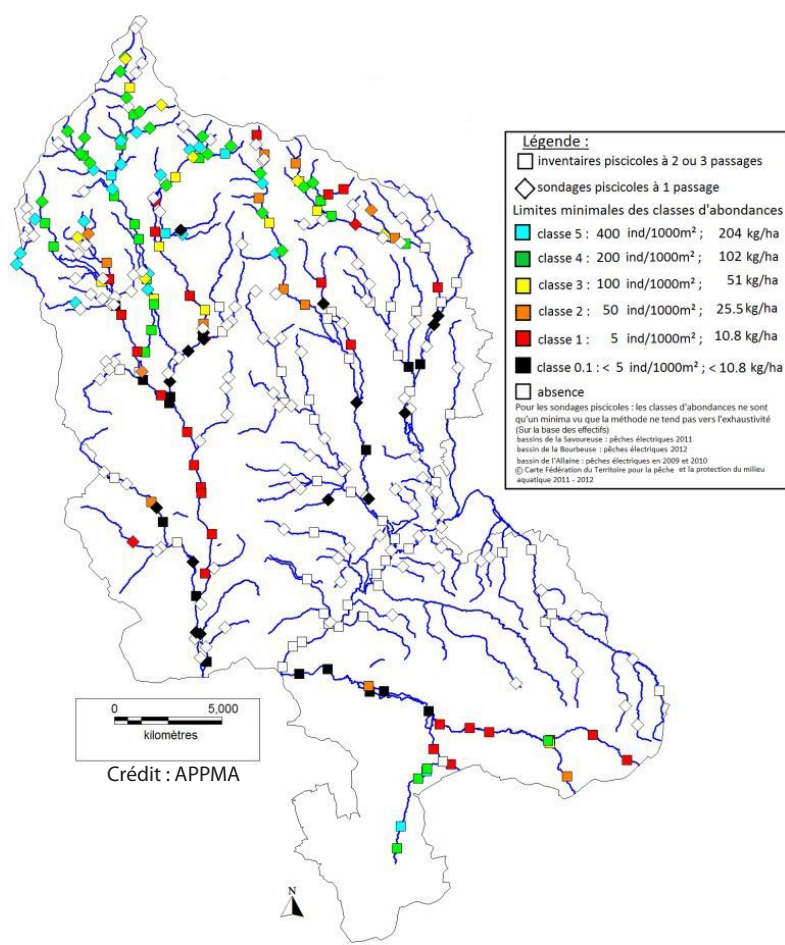 Légende :
inventaires piscicoles à 2 ou 3 passages
sondages piscicoles à 1 passage
Limites minimales des classes d'abondances
classe 5 : 400 ind/1000m² ; 204 kg/ha
classe 4 : 200 ind/1000m² ; 102 kg/ha
classe 3 : 100 ind/1000m² ; 51 kg/ha
classe 2 : 50 ind/1000m² ; 25.5 kg/ha
classe 1 : 5 ind/1000m² ; 10.8 kg/ha
classe 0.1 : < 5 ind/1000m² ; < 10.8 kg/ha
absence
Pour les sondages piscicoles : les classes d'abondances ne sont
qu'un minima vu que la méthode ne tend pas vers l'exhaustivité
(Sur la base des effectifs)
bassins de la Savoureuse : pêches électriques 2011
bassins de la Bourbeuse : pêches électriques 2012
bassin de l'Allaine : pêches électriques en 2009 et 2010
© Carte Fédération du Territoire pour la pêche et la protection du milieu
aquatique 2011 - 2012
0 5,000
kilomètres
Crédit : APPMA
N